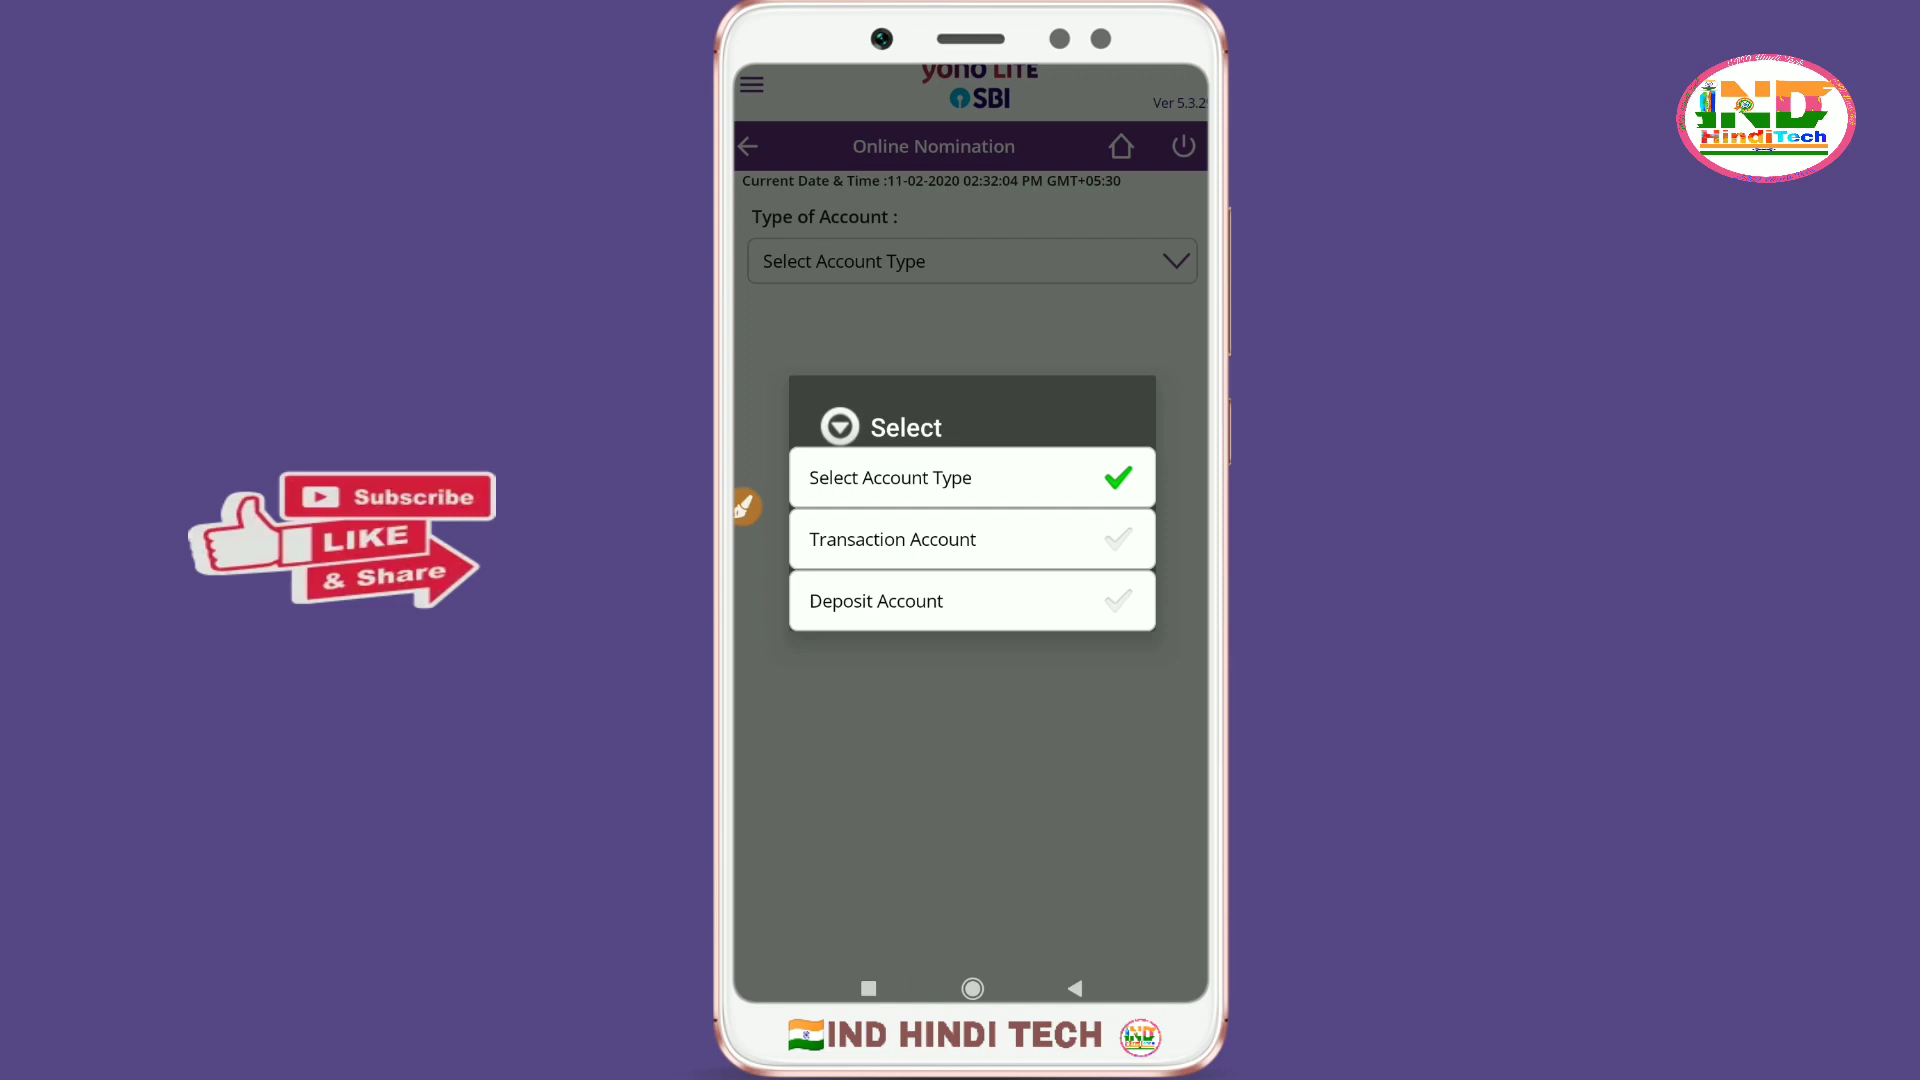 yono LITE
SBI
Ver 5.3.29
Online Nomination
Current Date & Time :11-02-2020 02:32:04 PM GMT+05:30
Type of Account :
Select Account Type
Select
Select Account Type
Transaction Account
Deposit Account
Subscribe
LIKE
& Share
IND
HindiTech
IND HINDI TECH
IND